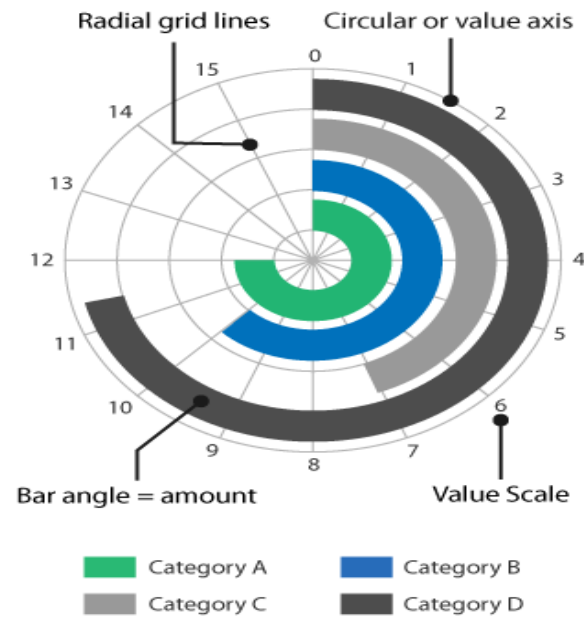 Radial grid lines
Circular or value axis
0
1
2
3
4
5
6
7
8
9
10
11
12
13
14
15
Bar angle = amount
Value Scale
Category A
Category B
Category C
Category D